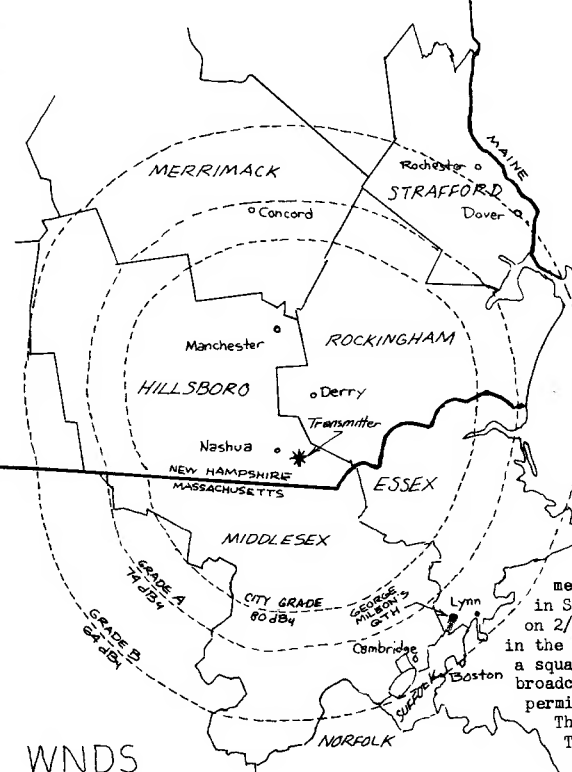 MAINE
MERRIMACK
Rochester
STRAFFORD
Dover
Concord
Manchester
ROCKINGHAM
HILLSBORO
Derry
Transmitter
Nashua
NEW HAMPSHIRE
MASSACHUSETTS
ESSEX
MIDDLESEX
GRADE A
74 dBu
CITY GRADE
80 dBu
GEORGE
MILSON'S
QTH
GRADE B
64 dBu
Lynn
Cambridge
Boston
SUFFOLK
NORFOLK
WNDS
me
in S
on 2/
in the
a squa
broadc
permi
Th
T